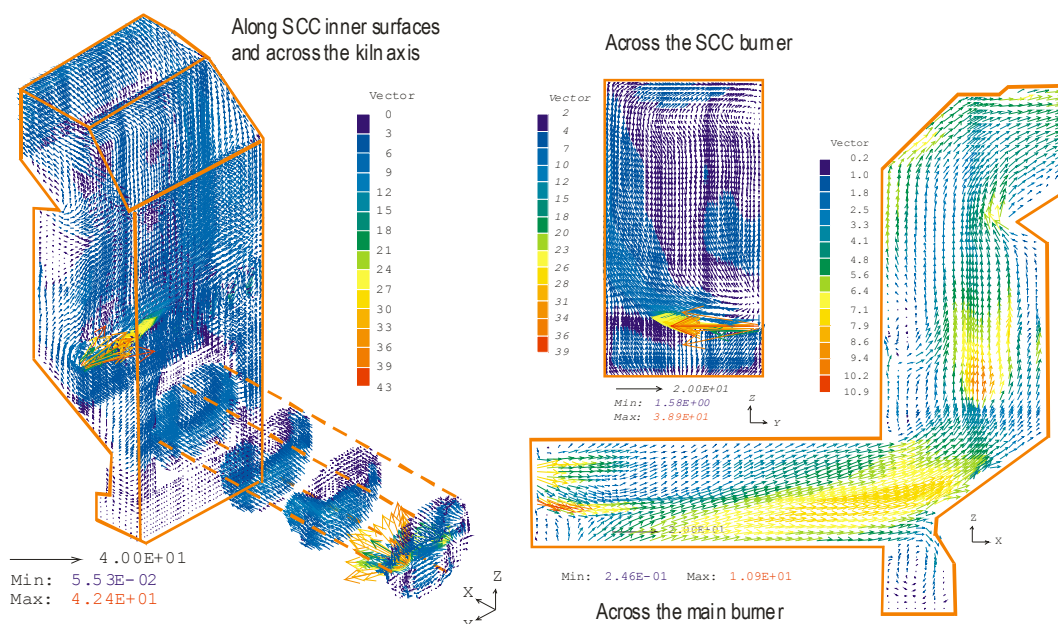 Along SCC inner surfaces
and across the kiln axis
Vector
0
3
6
9
12
15
18
21
24
27
30
33
36
39
43
4.00E+01
Min: 5.53E-02
Max: 4.24E+01
Z
X
Y
Across the SCC burner
Vector
2
4
7
10
12
15
18
20
23
26
28
31
34
36
39
2.00E+01
Min: 1.58E+00
Max: 3.89E+01
Z
Y
Vector
0.2
1.0
1.8
2.5
3.3
4.1
4.8
5.6
6.4
7.1
7.9
8.6
9.4
10.2
10.9
2.00E+01
Z
X
Min: 2.46E-01 Max: 1.09E+01
Across the main burner